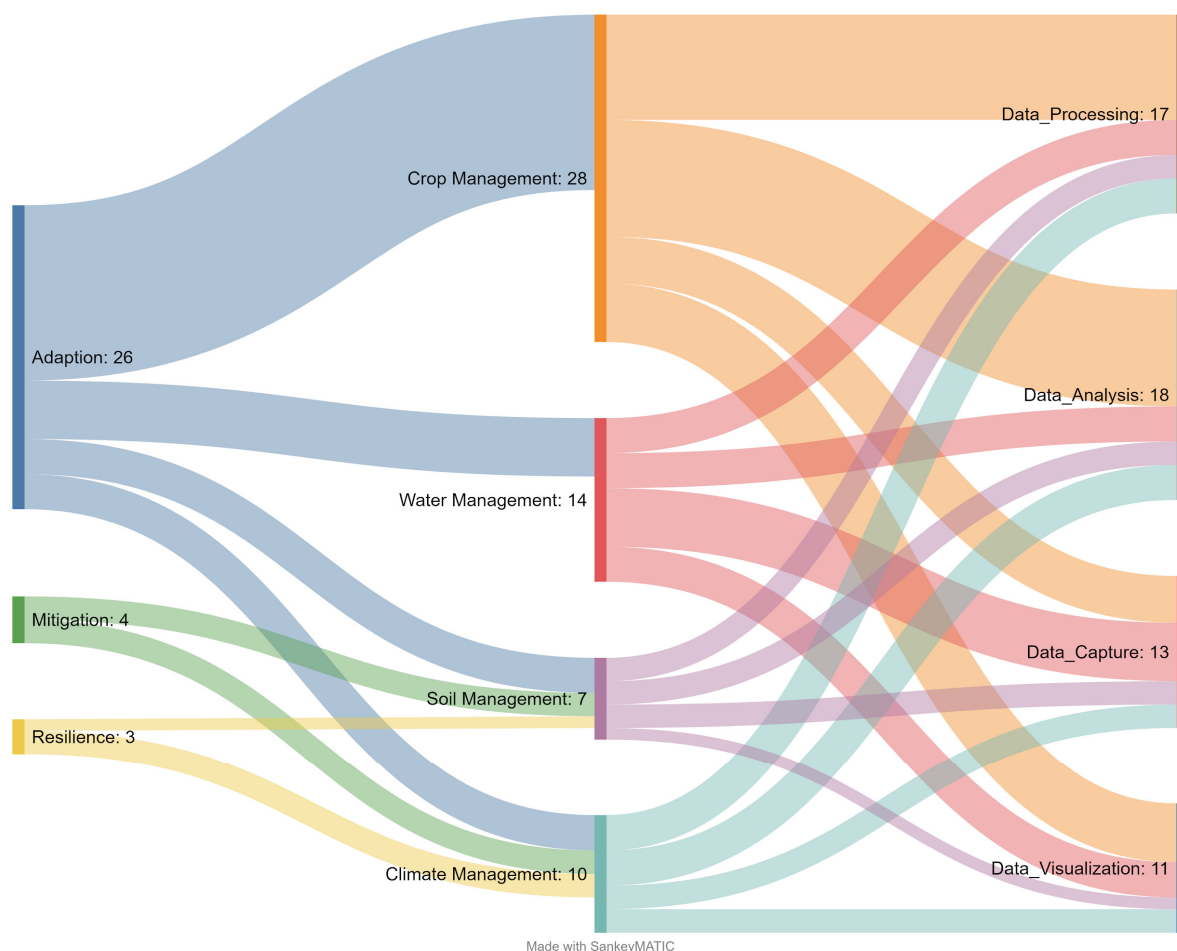 Data_Processing: 17
Crop Management: 28
Adaption: 26
Data_Analysis: 18
Water Management: 14
Mitigation: 4
Data_Capture: 13
Soil Management: 7
Resilience: 3
Climate Management: 10
Data_Visualization: 11
Made with SankeyMATIC